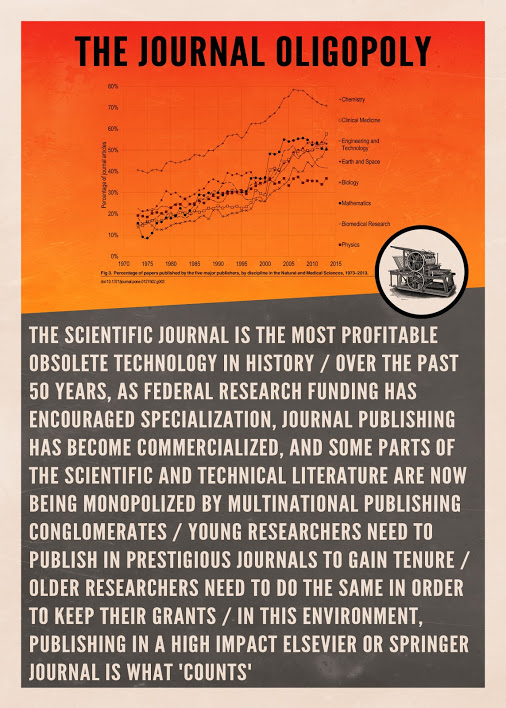 THE JOURNAL OLIGOPOLY
80%
70%
60%
50%
40%
30%
20%
10%
0%
Percentage of journal articles
1970
1975
1980
1985
1990
1995
2000
2005
2010
2015
Chemistry
Clinical Medicine
Engineering and
Technology
Earth and Space
Biology
Mathematics
Biomedical Research
Physics
Fig 3. Percentage of papers published by the five major publishers, by discipline in the Natural and Medical Sciences, 1973–2013.
THE SCIENTIFIC JOURNAL IS THE MOST PROFITABLE
OBSOLETE TECHNOLOGY IN HISTORY / OVER THE PAST
50 YEARS, AS FEDERAL RESEARCH FUNDING HAS
ENCOURAGED SPECIALIZATION, JOURNAL PUBLISHING
HAS BECOME COMMERCIALIZED, AND SOME PARTS OF
THE SCIENTIFIC AND TECHNICAL LITERATURE ARE NOW
BEING MONOPOLIZED BY MULTINATIONAL PUBLISHING
CONGLOMERATES / YOUNG RESEARCHERS NEED TO
PUBLISH IN PRESTIGIOUS JOURNALS TO GAIN TENURE /
OLDER RESEARCHERS NEED TO DO THE SAME IN ORDER
TO KEEP THEIR GRANTS / IN THIS ENVIRONMENT,
PUBLISHING IN A HIGH IMPACT ELSEVIER OR SPRINGER
JOURNAL IS WHAT 'COUNTS'